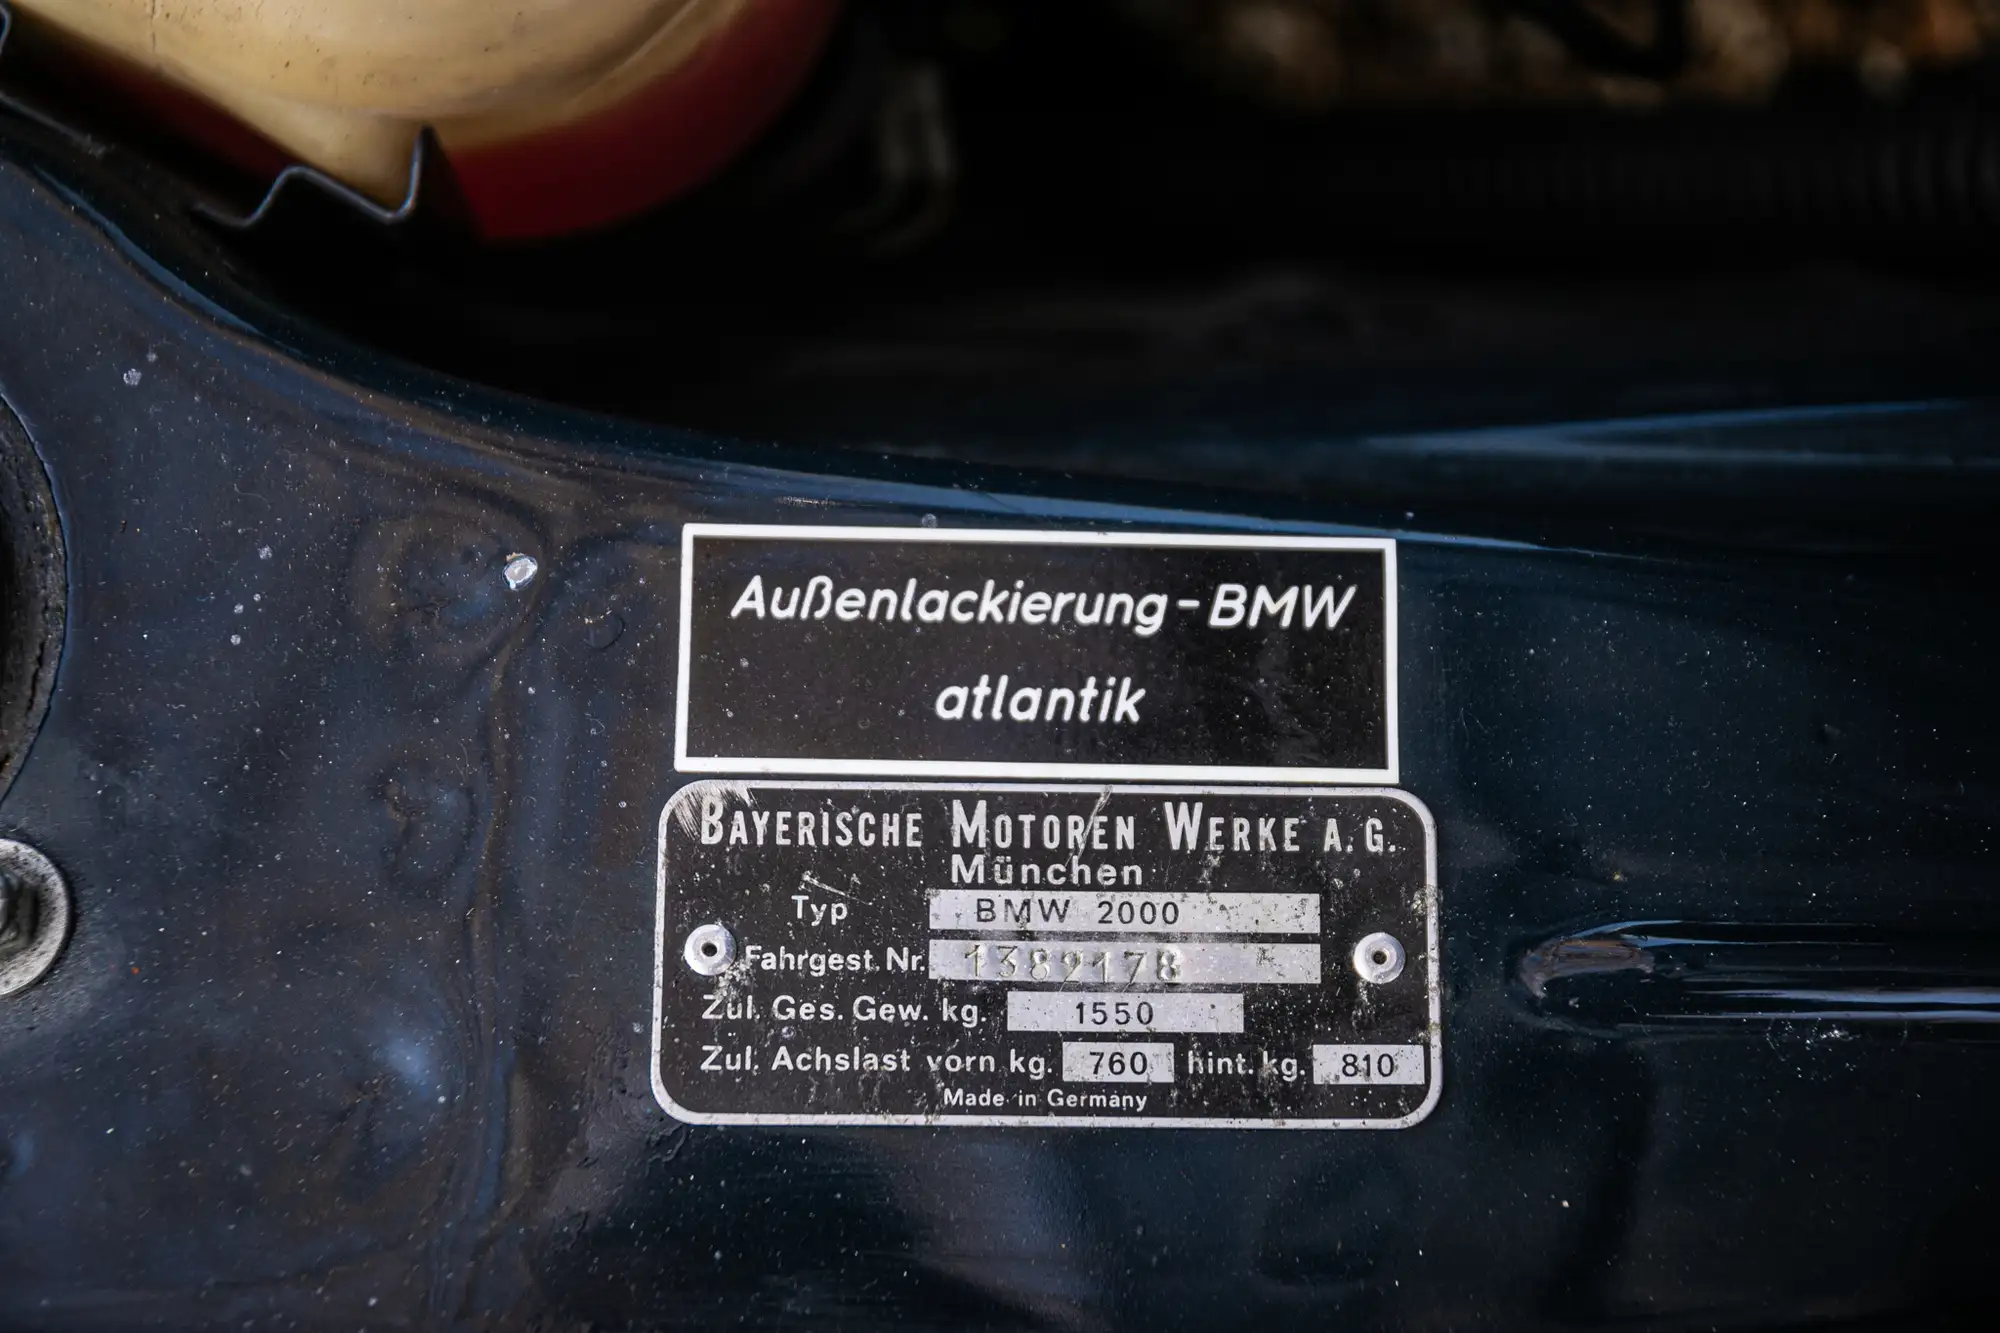 Außenlackierung - BMW
atlantik
BAYERISCHE MOTOREN WERKE A.G.
München
Typ BMW 2000
Fahrgest. Nr. 1382178
Zul. Ges. Gew. kg. 1550
Zul. Achslast vorn kg. 760 hint. kg. 810
Made in Germany